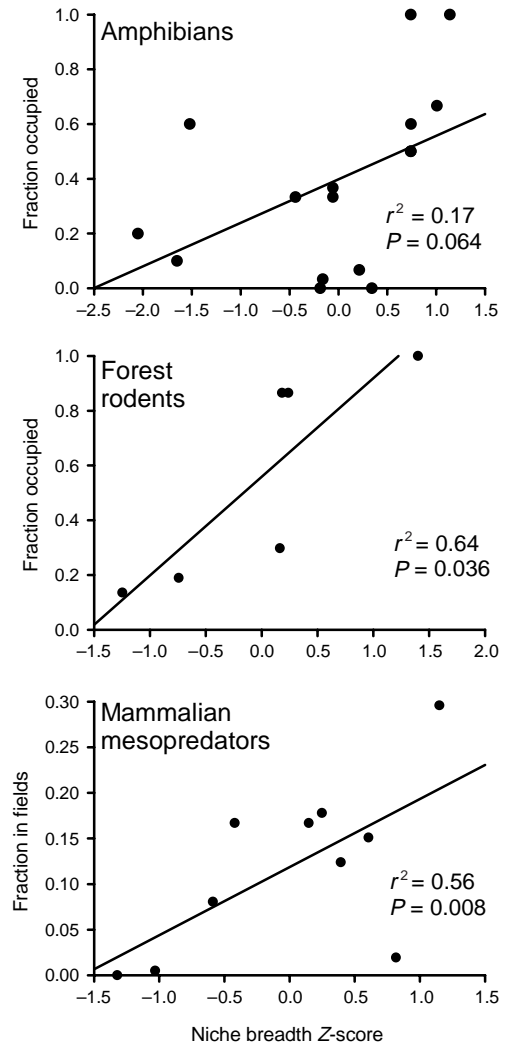 Amphibians
Fraction occupied
1.0
0.8
0.6
0.4
0.2
0.0
r² = 0.17
P = 0.064
–2.5 –2.0 –1.5 –1.0 –0.5 0.0 0.5 1.0 1.5
Forest
rodents
Fraction occupied
1.0
0.8
0.6
0.4
0.2
0.0
r² = 0.64
P = 0.036
–1.5 –1.0 –0.5 0.0 0.5 1.0 1.5 2.0
Mammalian
mesopredators
Fraction in fields
0.30
0.25
0.20
0.15
0.10
0.05
0.00
r² = 0.56
P = 0.008
–1.5 –1.0 –0.5 0.0 0.5 1.0 1.5
Niche breadth Z-score